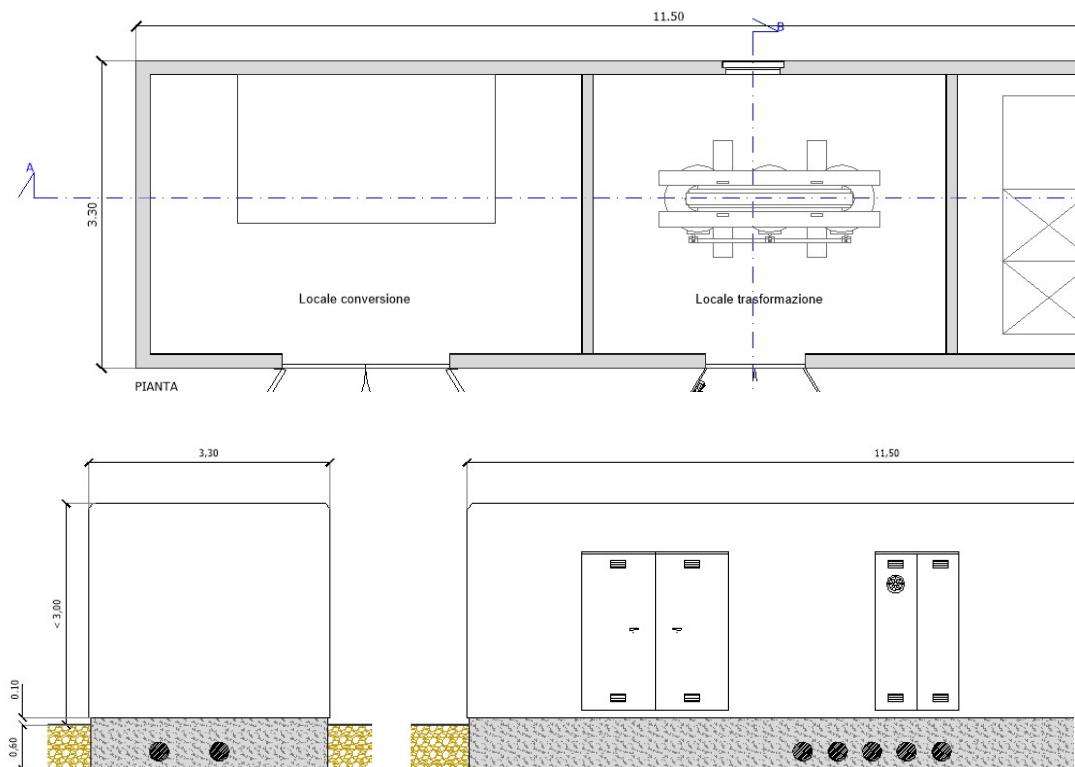 11.50
B
A
3.30
Locale conversione
Locale trasformazione
PIANTA
3,30
11,50
< 3,00
0.10
0,60